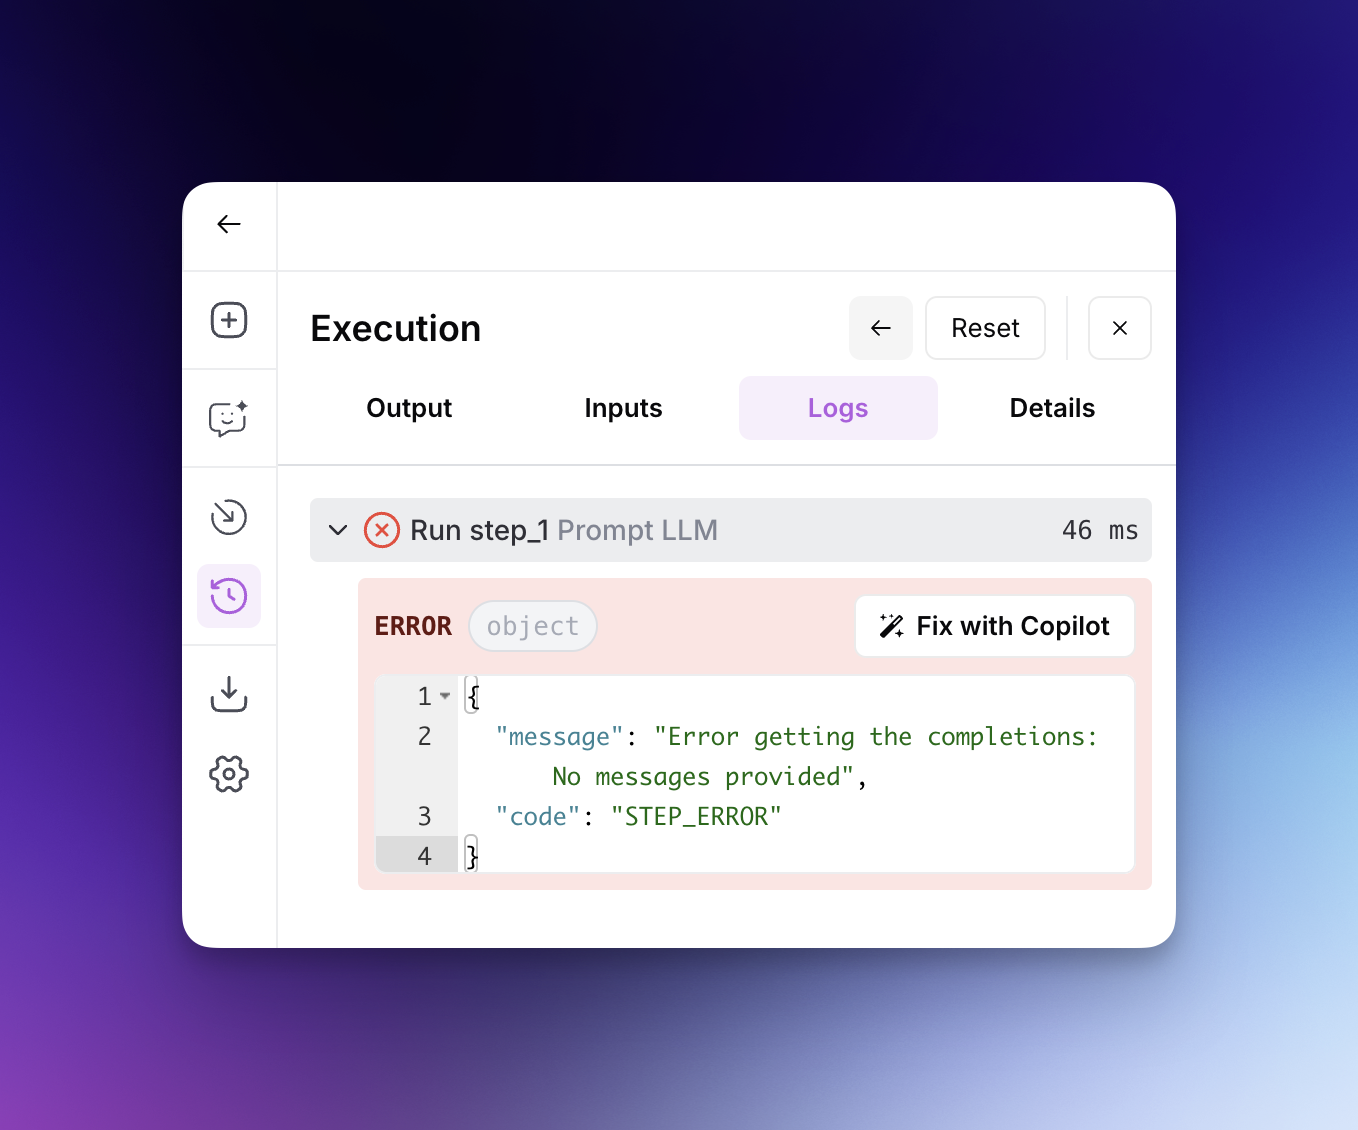 Execution
Reset
Output Inputs Logs Details
Run step_1 Prompt LLM 46 ms
ERROR object Fix with Copilot
1 {
2 "message": "Error getting the completions:
No messages provided",
3 "code": "STEP_ERROR"
4 }